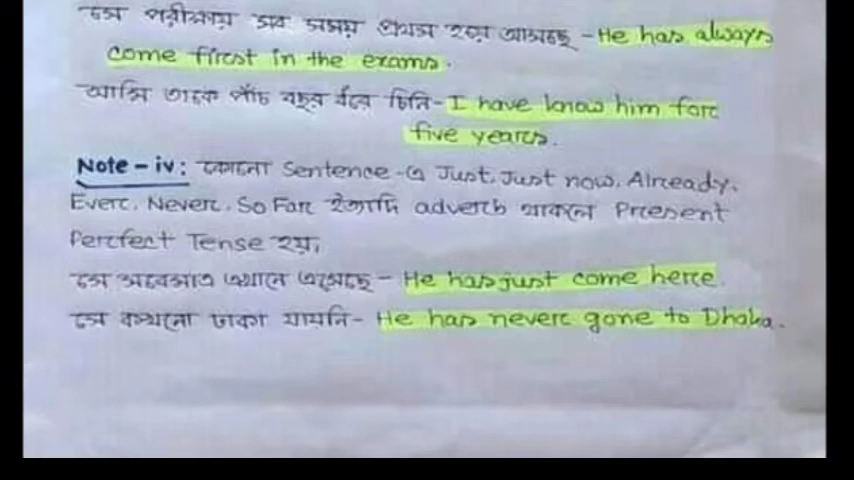 সে পরীক্ষায় সব সময় প্রথম হয়ে আসছে - He has always
come first in the exams.
আমি তাকে পাঁচ বছর ধরে চিনি - I have know him for
five years.
Note - iv: কোনো Sentence -এ Just, Just now, Already,
Ever, Never, So Far ইত্যাদি adverb থাকলে Present
Perfect Tense হয়,
সে সবেমাত্র এখানে এসেছে - He has just come here.
সে কখনো ঢাকা যায়নি - He has never gone to Dhaka.